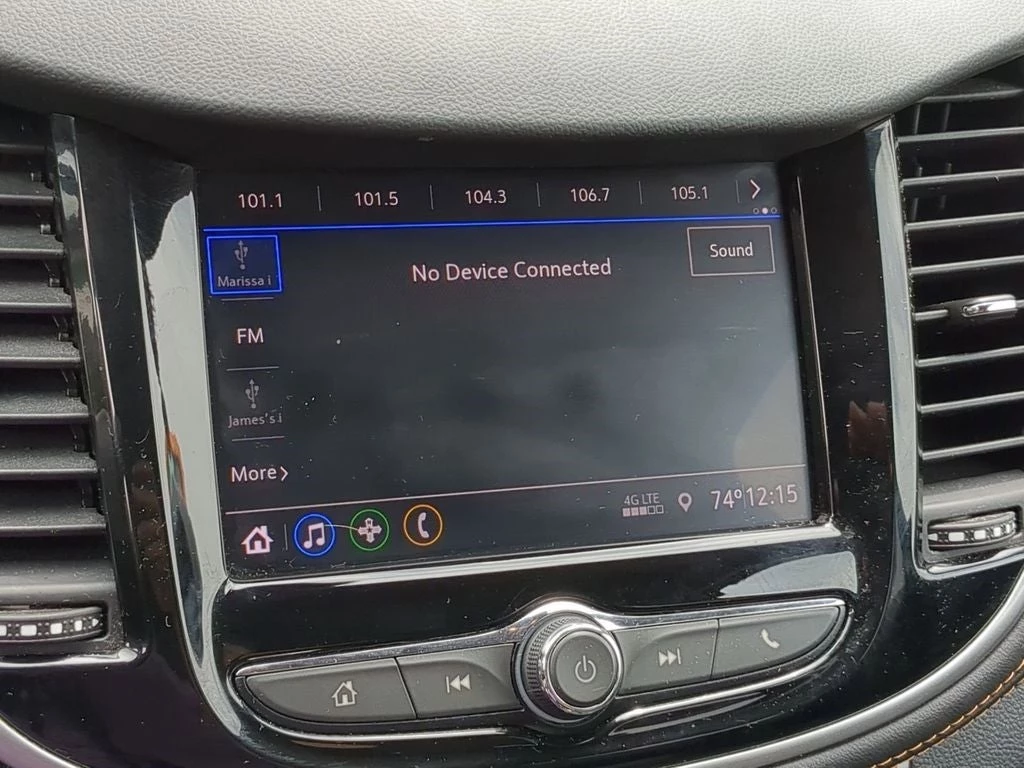 101.1 101.5 104.3 106.7 105.1
Marissa i
No Device Connected
Sound
FM
James's i
More
4G LTE
74° 12:15